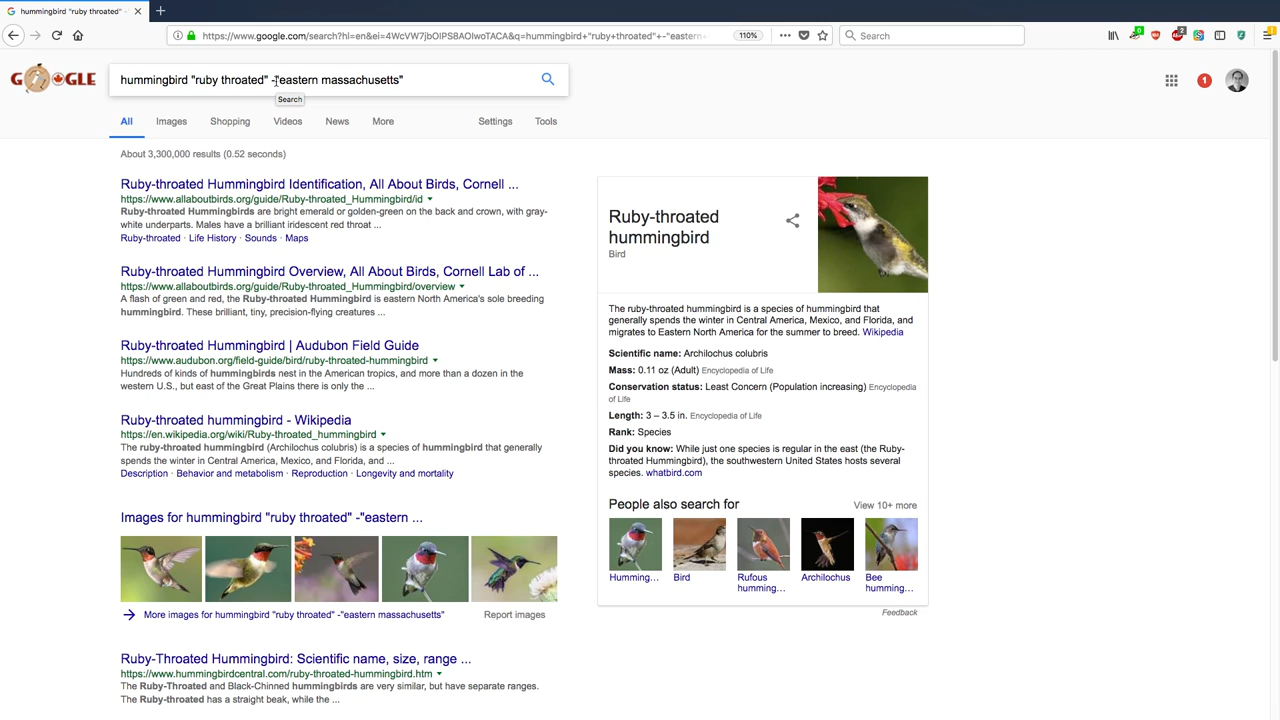 G hummingbird "ruby throated" -
https://www.google.com/search?hl=en&ei=4WcVW7jbOIPS8AOIwoTACA&q=hummingbird+"ruby+throated"+-"eastern+
110%
Search
2
GOOGLE
hummingbird "ruby throated" -"eastern massachusetts"
Search
1
All Images Shopping Videos News More Settings Tools
About 3,300,000 results (0.52 seconds)
Ruby-throated Hummingbird Identification, All About Birds, Cornell ...
https://www.allaboutbirds.org/guide/Ruby-throated_Hummingbird/id
Ruby-throated Hummingbirds are bright emerald or golden-green on the back and crown, with gray-
white underparts. Males have a brilliant iridescent red throat ...
Ruby-throated · Life History · Sounds · Maps
Ruby-throated Hummingbird Overview, All About Birds, Cornell Lab of ...
https://www.allaboutbirds.org/guide/Ruby-throated_Hummingbird/overview
A flash of green and red, the Ruby-throated Hummingbird is eastern North America's sole breeding
hummingbird. These brilliant, tiny, precision-flying creatures ...
Ruby-throated Hummingbird | Audubon Field Guide
https://www.audubon.org/field-guide/bird/ruby-throated-hummingbird
Hundreds of kinds of hummingbirds nest in the American tropics, and more than a dozen in the
western U.S., but east of the Great Plains there is only the ...
Ruby-throated hummingbird - Wikipedia
https://en.wikipedia.org/wiki/Ruby-throated_hummingbird
The ruby-throated hummingbird (Archilochus colubris) is a species of hummingbird that generally
spends the winter in Central America, Mexico, and Florida, and ...
Description · Behavior and metabolism · Reproduction · Longevity and mortality
Images for hummingbird "ruby throated" -"eastern ...
More images for hummingbird "ruby throated" -"eastern massachusetts"
Report images
Ruby-Throated Hummingbird: Scientific name, size, range ...
https://www.hummingbirdcentral.com/ruby-throated-hummingbird.htm
The Ruby-Throated and Black-Chinned hummingbirds are very similar, but have separate ranges.
The Ruby-throated has a straight beak, while the ...
Ruby-throated
hummingbird
Bird
The ruby-throated hummingbird is a species of hummingbird that
generally spends the winter in Central America, Mexico, and Florida, and
migrates to Eastern North America for the summer to breed. Wikipedia
Scientific name: Archilochus colubris
Mass: 0.11 oz (Adult) Encyclopedia of Life
Conservation status: Least Concern (Population increasing) Encyclopedia
of Life
Length: 3 – 3.5 in. Encyclopedia of Life
Rank: Species
Did you know: While just one species is regular in the east (the Ruby-
throated Hummingbird), the southwestern United States hosts several
species. whatbird.com
People also search for
View 10+ more
Humming...
Bird
Rufous
humming...
Archilochus
Bee
humming...
Feedback